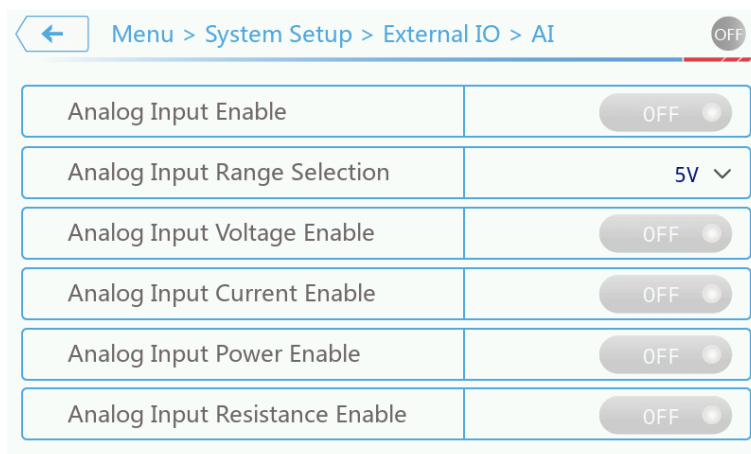 Menu > System Setup > External IO > AI
OFF
Analog Input Enable
OFF
Analog Input Range Selection
5V
Analog Input Voltage Enable
OFF
Analog Input Current Enable
OFF
Analog Input Power Enable
OFF
Analog Input Resistance Enable
OFF